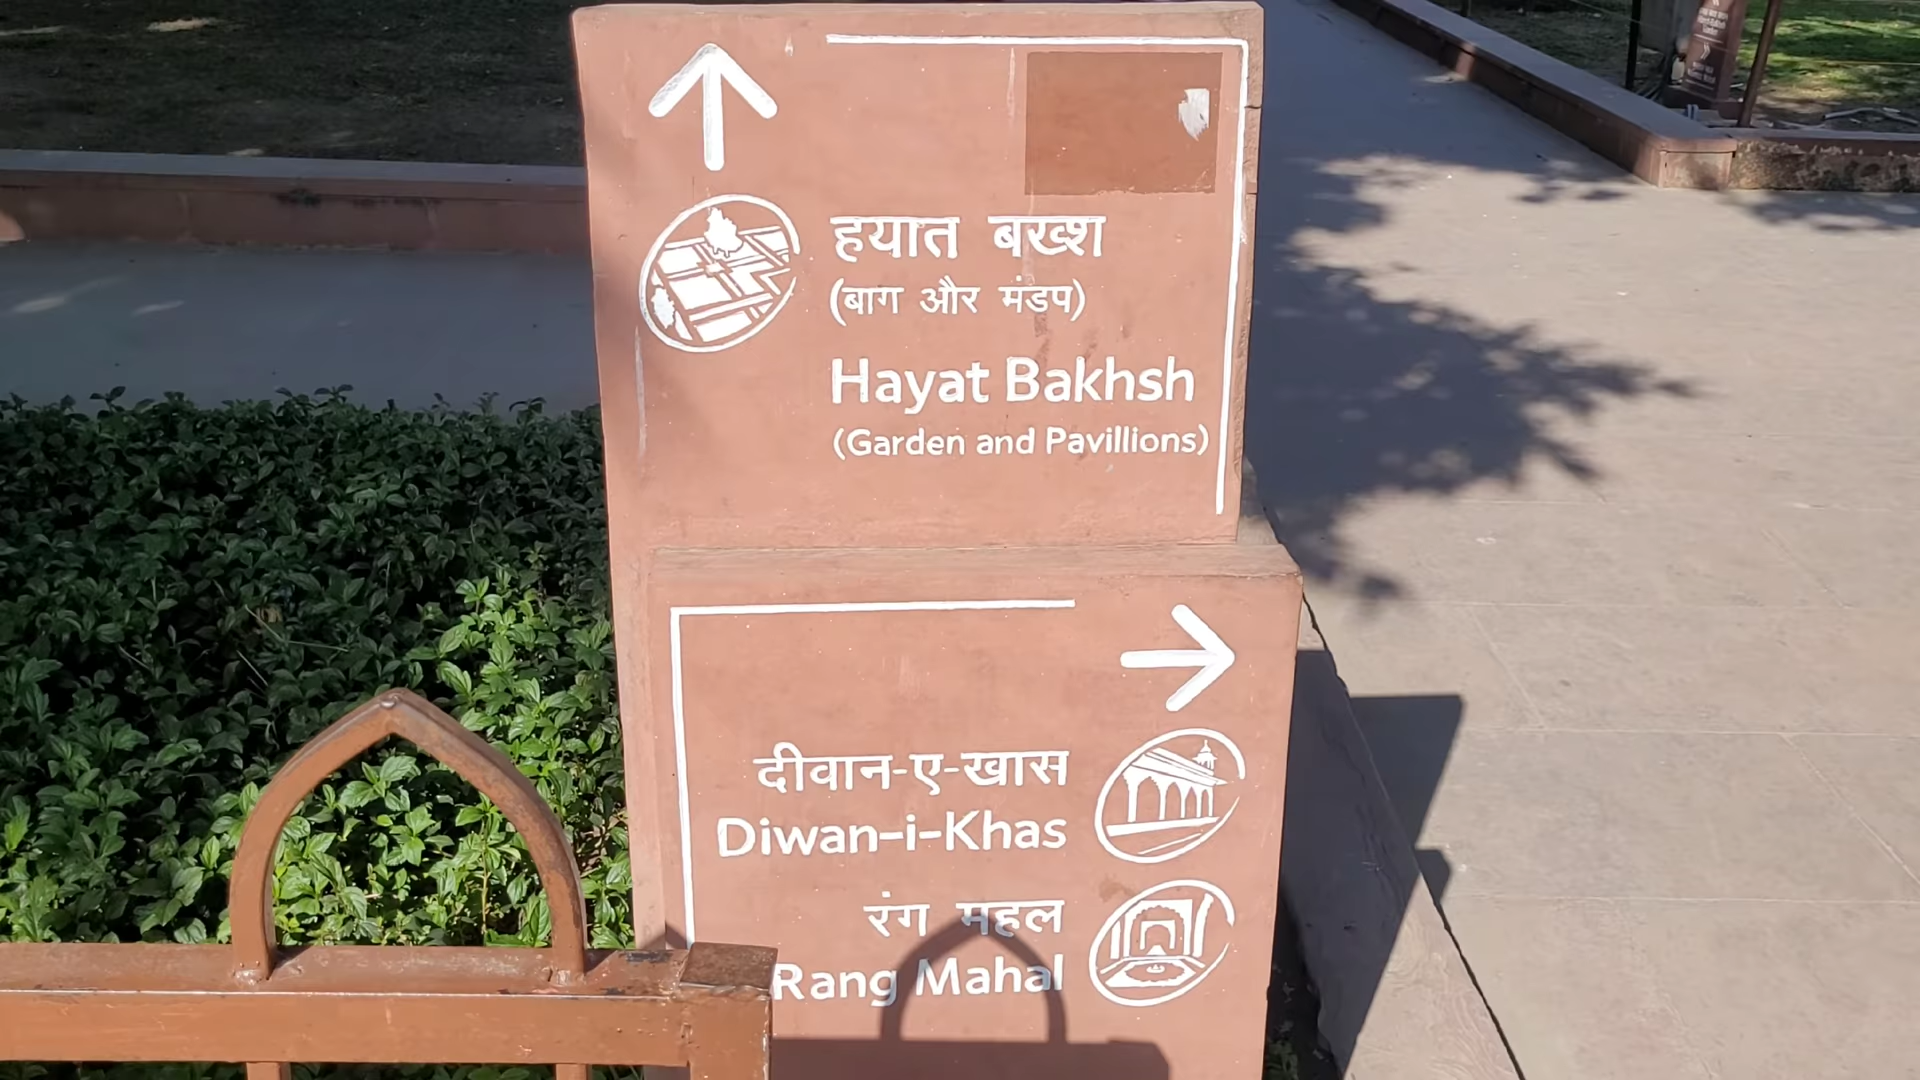 हयात बख्श
(बाग और मंडप)
Hayat Bakhsh
(Garden and Pavillions)
दीवान-ए-खास
Diwan-i-Khas
रंग महल
Rang Mahal